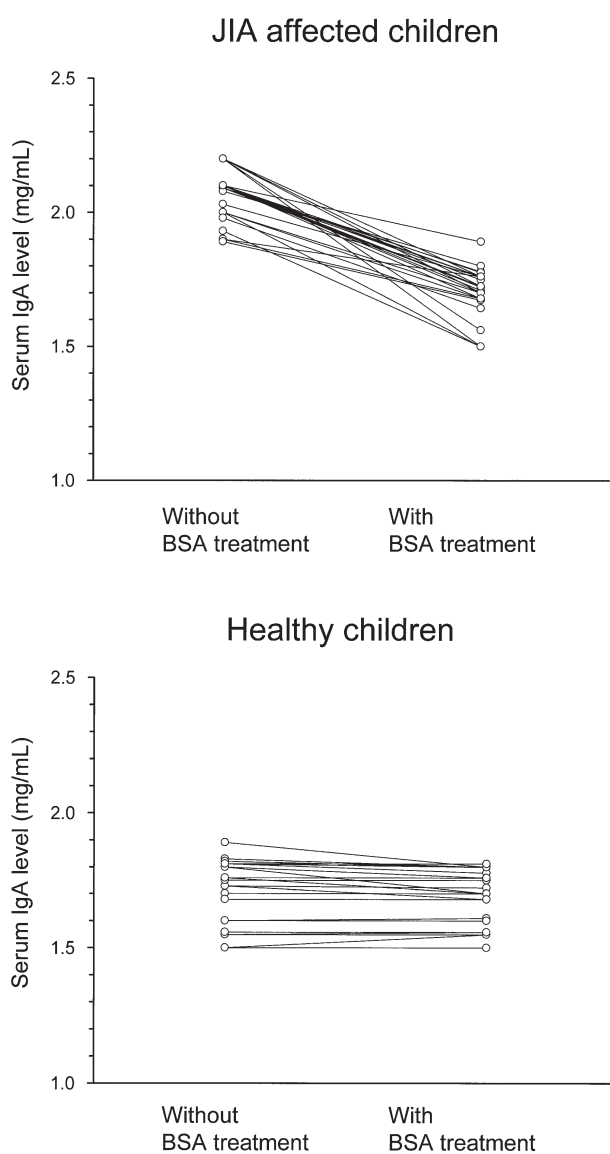 JIA affected children
2.5
2.0
1.5
1.0
Serum IgA level (mg/mL)
Without
BSA treatment
With
BSA treatment
Healthy children
2.5
2.0
1.5
1.0
Serum IgA level (mg/mL)
Without
BSA treatment
With
BSA treatment